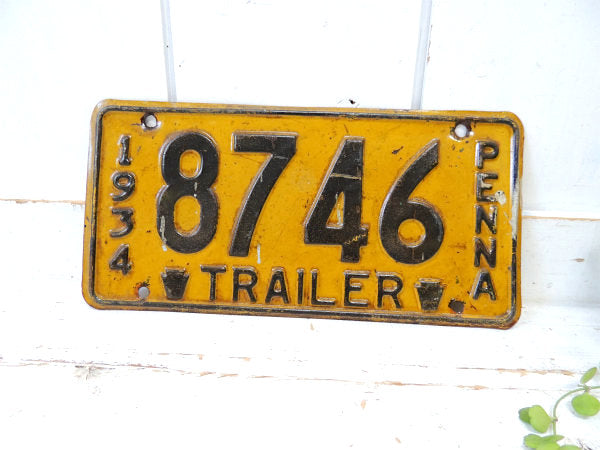 1934
8746
PENNA
TRAILER